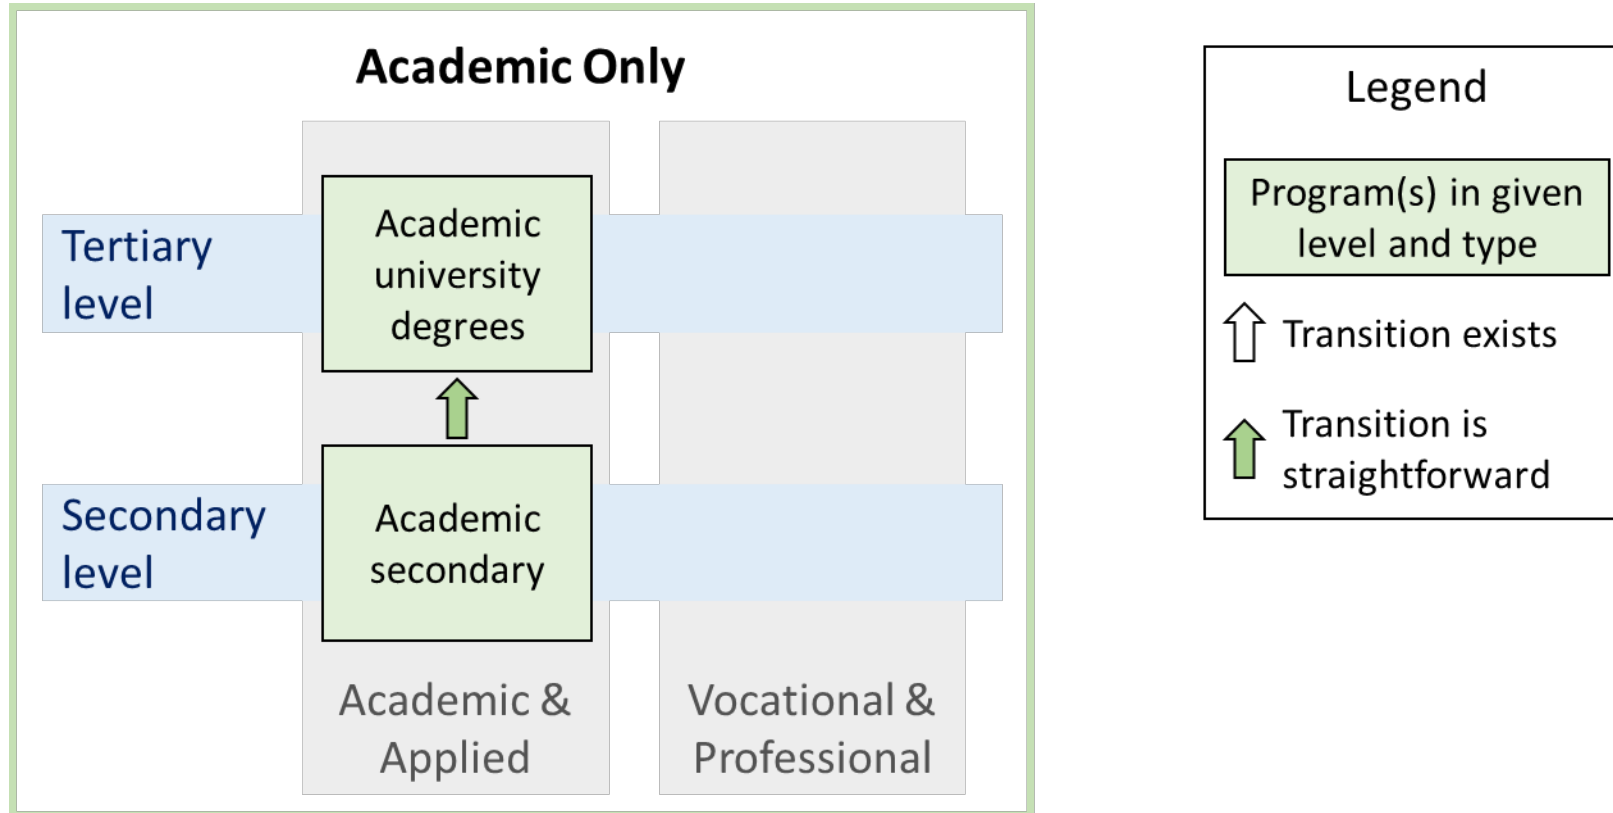 Academic Only
Tertiary
level
Academic
university
degrees
Secondary
level
Academic
secondary
Academic &
Applied
Vocational &
Professional
Legend
Program(s) in given
level and type
Transition exists
Transition is
straightforward